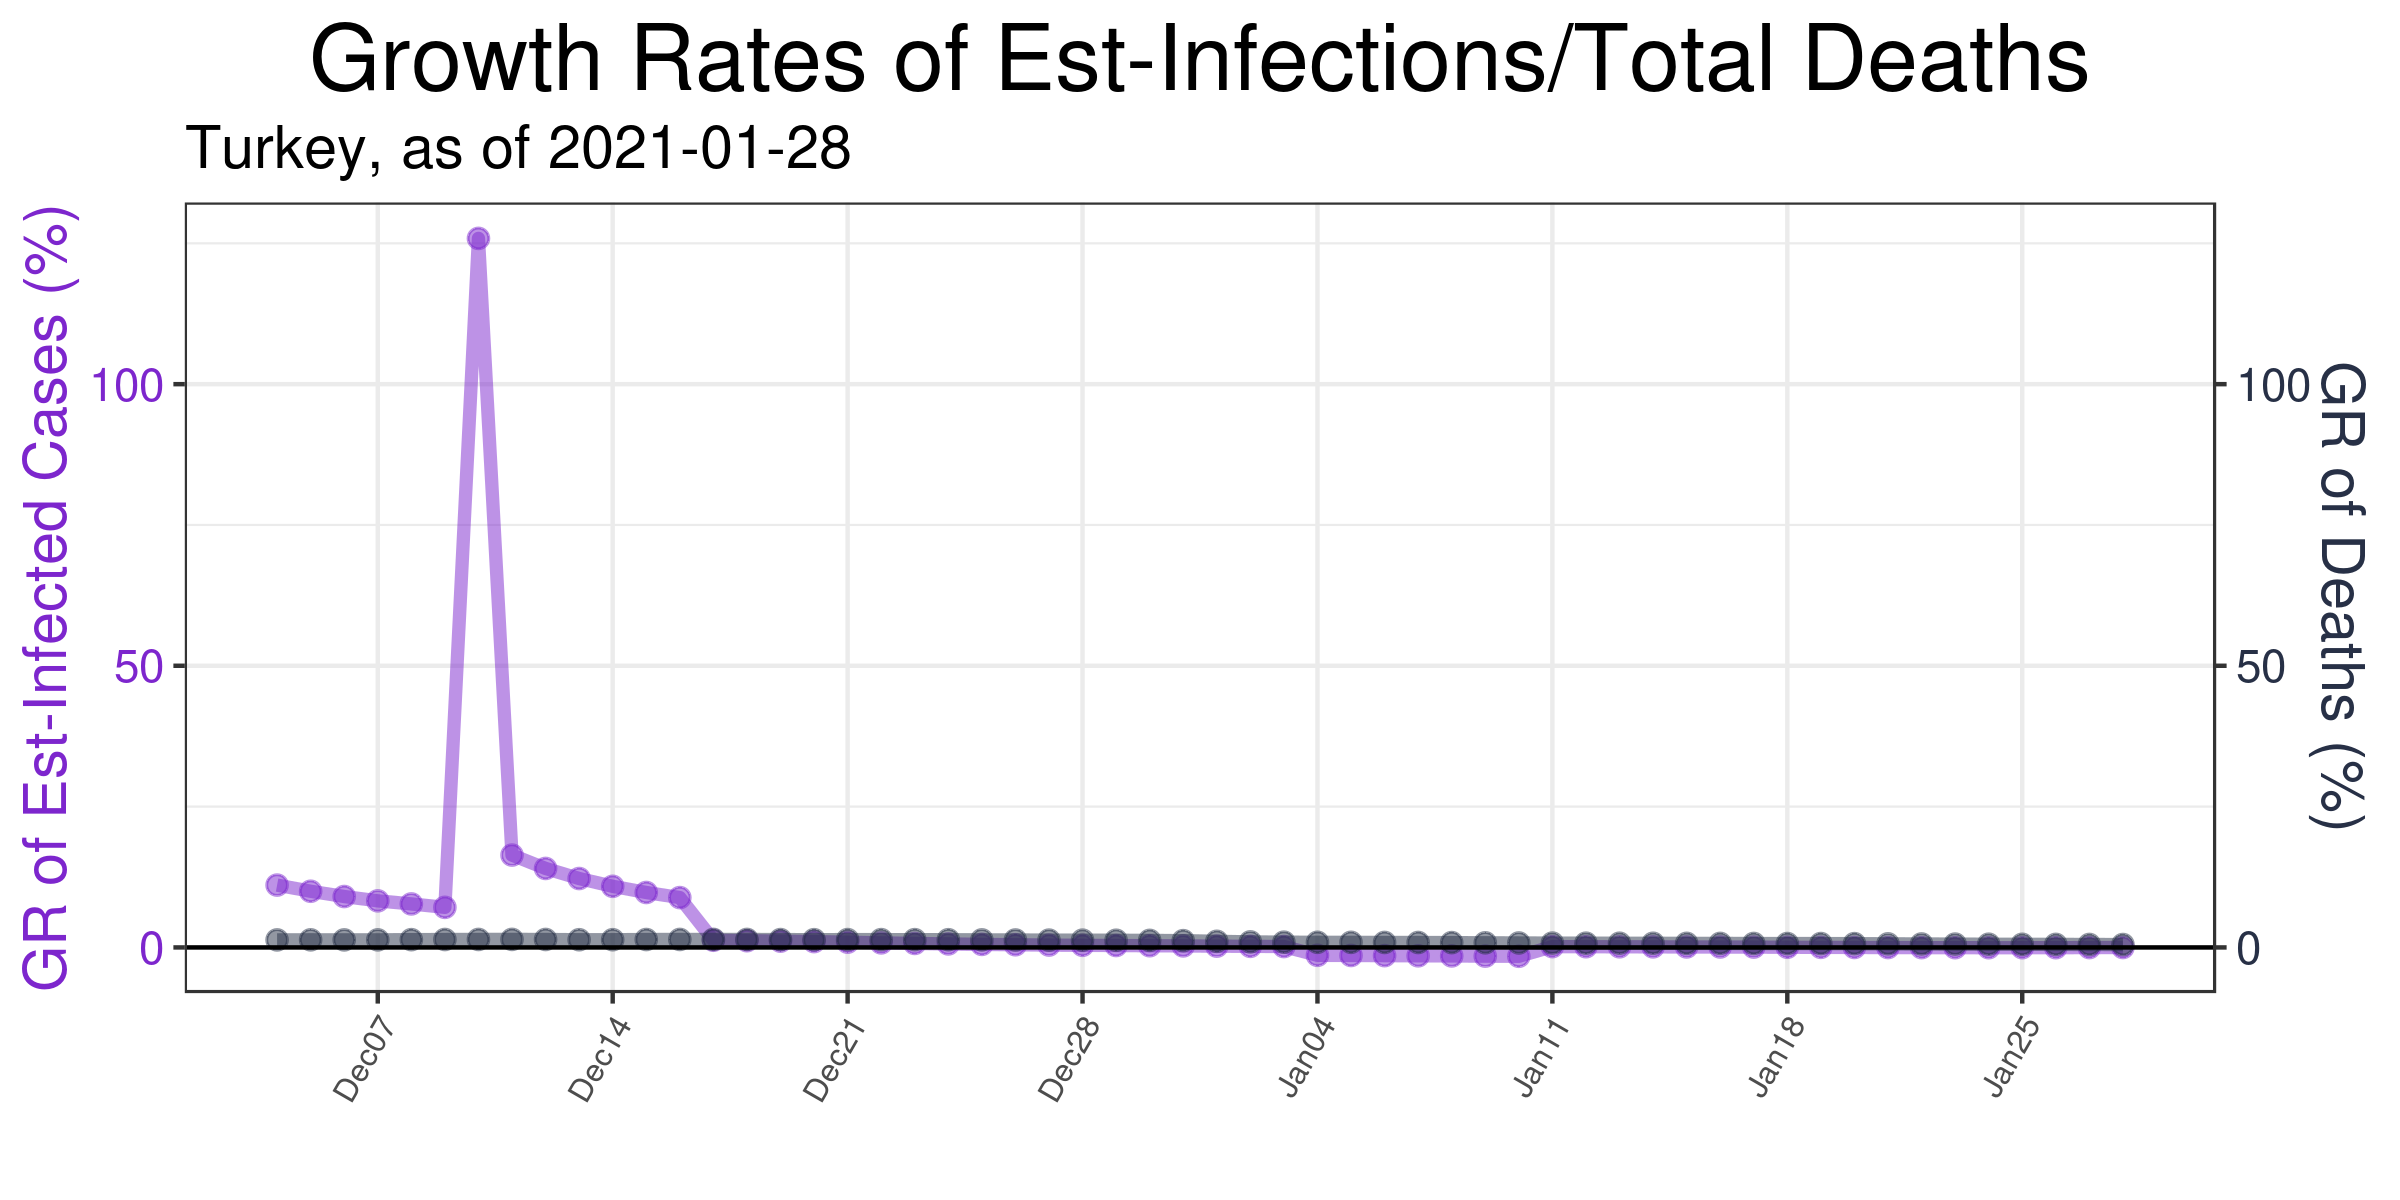 Growth Rates of Est-Infections/Total Deaths
Turkey, as of 2021-01-28
GR of Est-Infected Cases (%)
100
50
0
100
50
0
GR of Deaths (%)
Dec07
Dec14
Dec21
Dec28
Jan04
Jan11
Jan18
Jan25